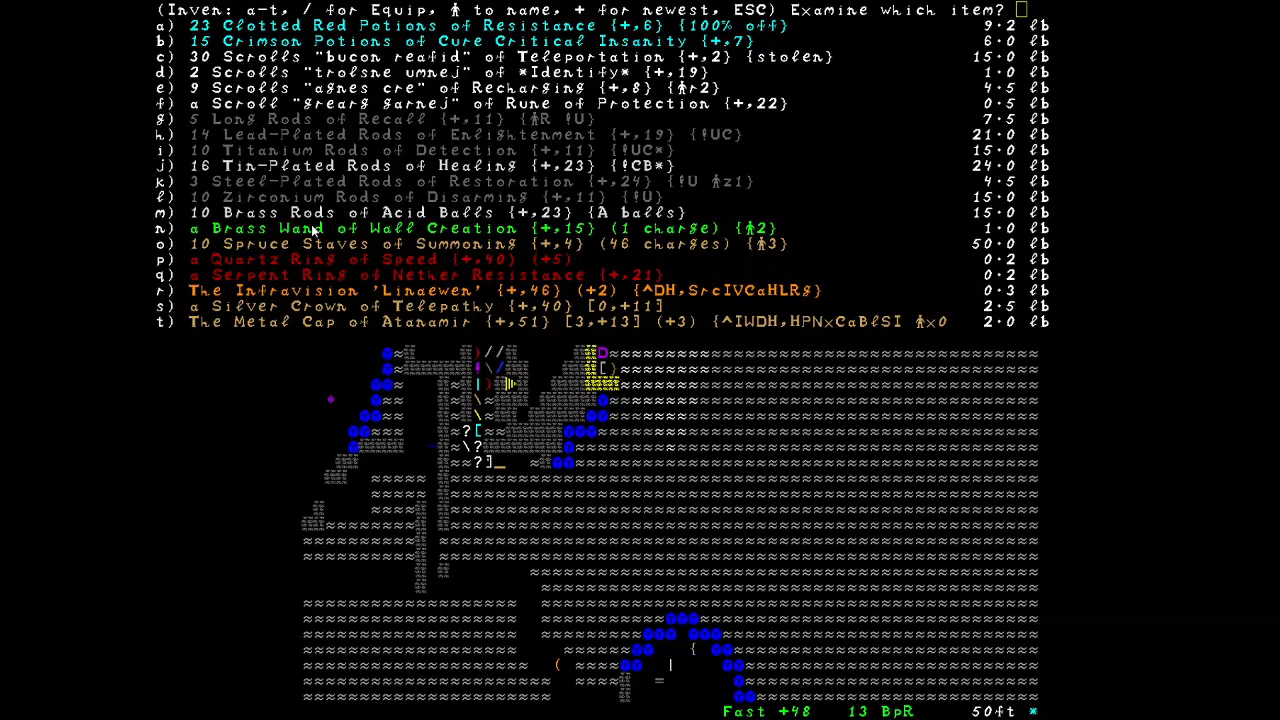 (Inven: a-t, / for Equip, @ to name, + for newest, ESC) Examine which item?
a) 23 Clotted Red Potions of Resistance {+,6} {100% off} 9.2 lb
b) 15 Crimson Potions of Cure Critical Insanity {+,7} 6.0 lb
c) 30 Scrolls "bucon reafid" of Teleportation {+,2} {stolen} 15.0 lb
d) 2 Scrolls "trolsne umnej" of *Identify* {+,19} 1.0 lb
e) 9 Scrolls "agnes cre" of Recharging {+,8} {@r2} 4.5 lb
f) a Scroll "grearg garnej" of Rune of Protection {+,22} 0.5 lb
g) 5 Long Rods of Recall {+,11} {@R !U} 7.5 lb
h) 14 Lead-Plated Rods of Enlightenment {+,19} {!UC} 21.0 lb
i) 10 Titanium Rods of Detection {+,11} {!UC*} 15.0 lb
j) 16 Tin-Plated Rods of Healing {+,23} {!CB*} 24.0 lb
k) 3 Steel-Plated Rods of Restoration {+,24} {!U @z1} 4.5 lb
l) 10 Zirconium Rods of Disarming {+,11} {!U} 15.0 lb
m) 10 Brass Rods of Acid Balls {+,23} {A balls} 15.0 lb
n) a Brass Wand of Wall Creation {+,15} (1 charge) {@2} 1.0 lb
o) 10 Spruce Staves of Summoning {+,4} (46 charges) {@3} 50.0 lb
p) a Quartz Ring of Speed {+,40} (+5) 0.2 lb
q) a Serpent Ring of Nether Resistance {+,21} 0.2 lb
r) The Infravision 'Linaewen' {+,46} (+2) {^DH,SrcIVCaHLRg} 0.3 lb
s) a Silver Crown of Telepathy {+,40} [0,+11] 2.5 lb
t) The Metal Cap of Atanamir {+,51} [3,+13] (+3) {^IWDH,HPNxCaBlSI @x0 2.0 lb
Fast +48 13 BpR 50ft *